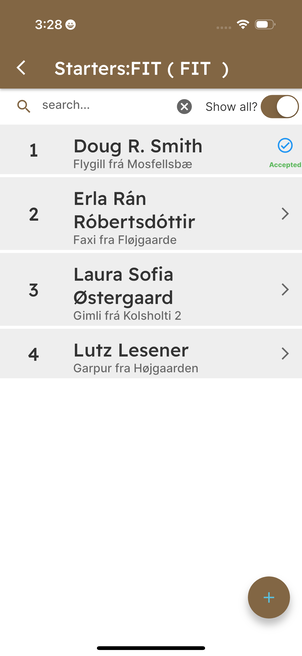 3:28
Starters:FIT ( FIT )
search...
Show all?
1
Doug R. Smith
Flygill frá Mosfellsbæ
Accepted
2
Erla Rán
Róbertsdóttir
Faxi fra Fløjgaarde
3
Laura Sofia
Østergaard
Gimli frá Kolsholti 2
4
Lutz Lesener
Garpur fra Højgaarden